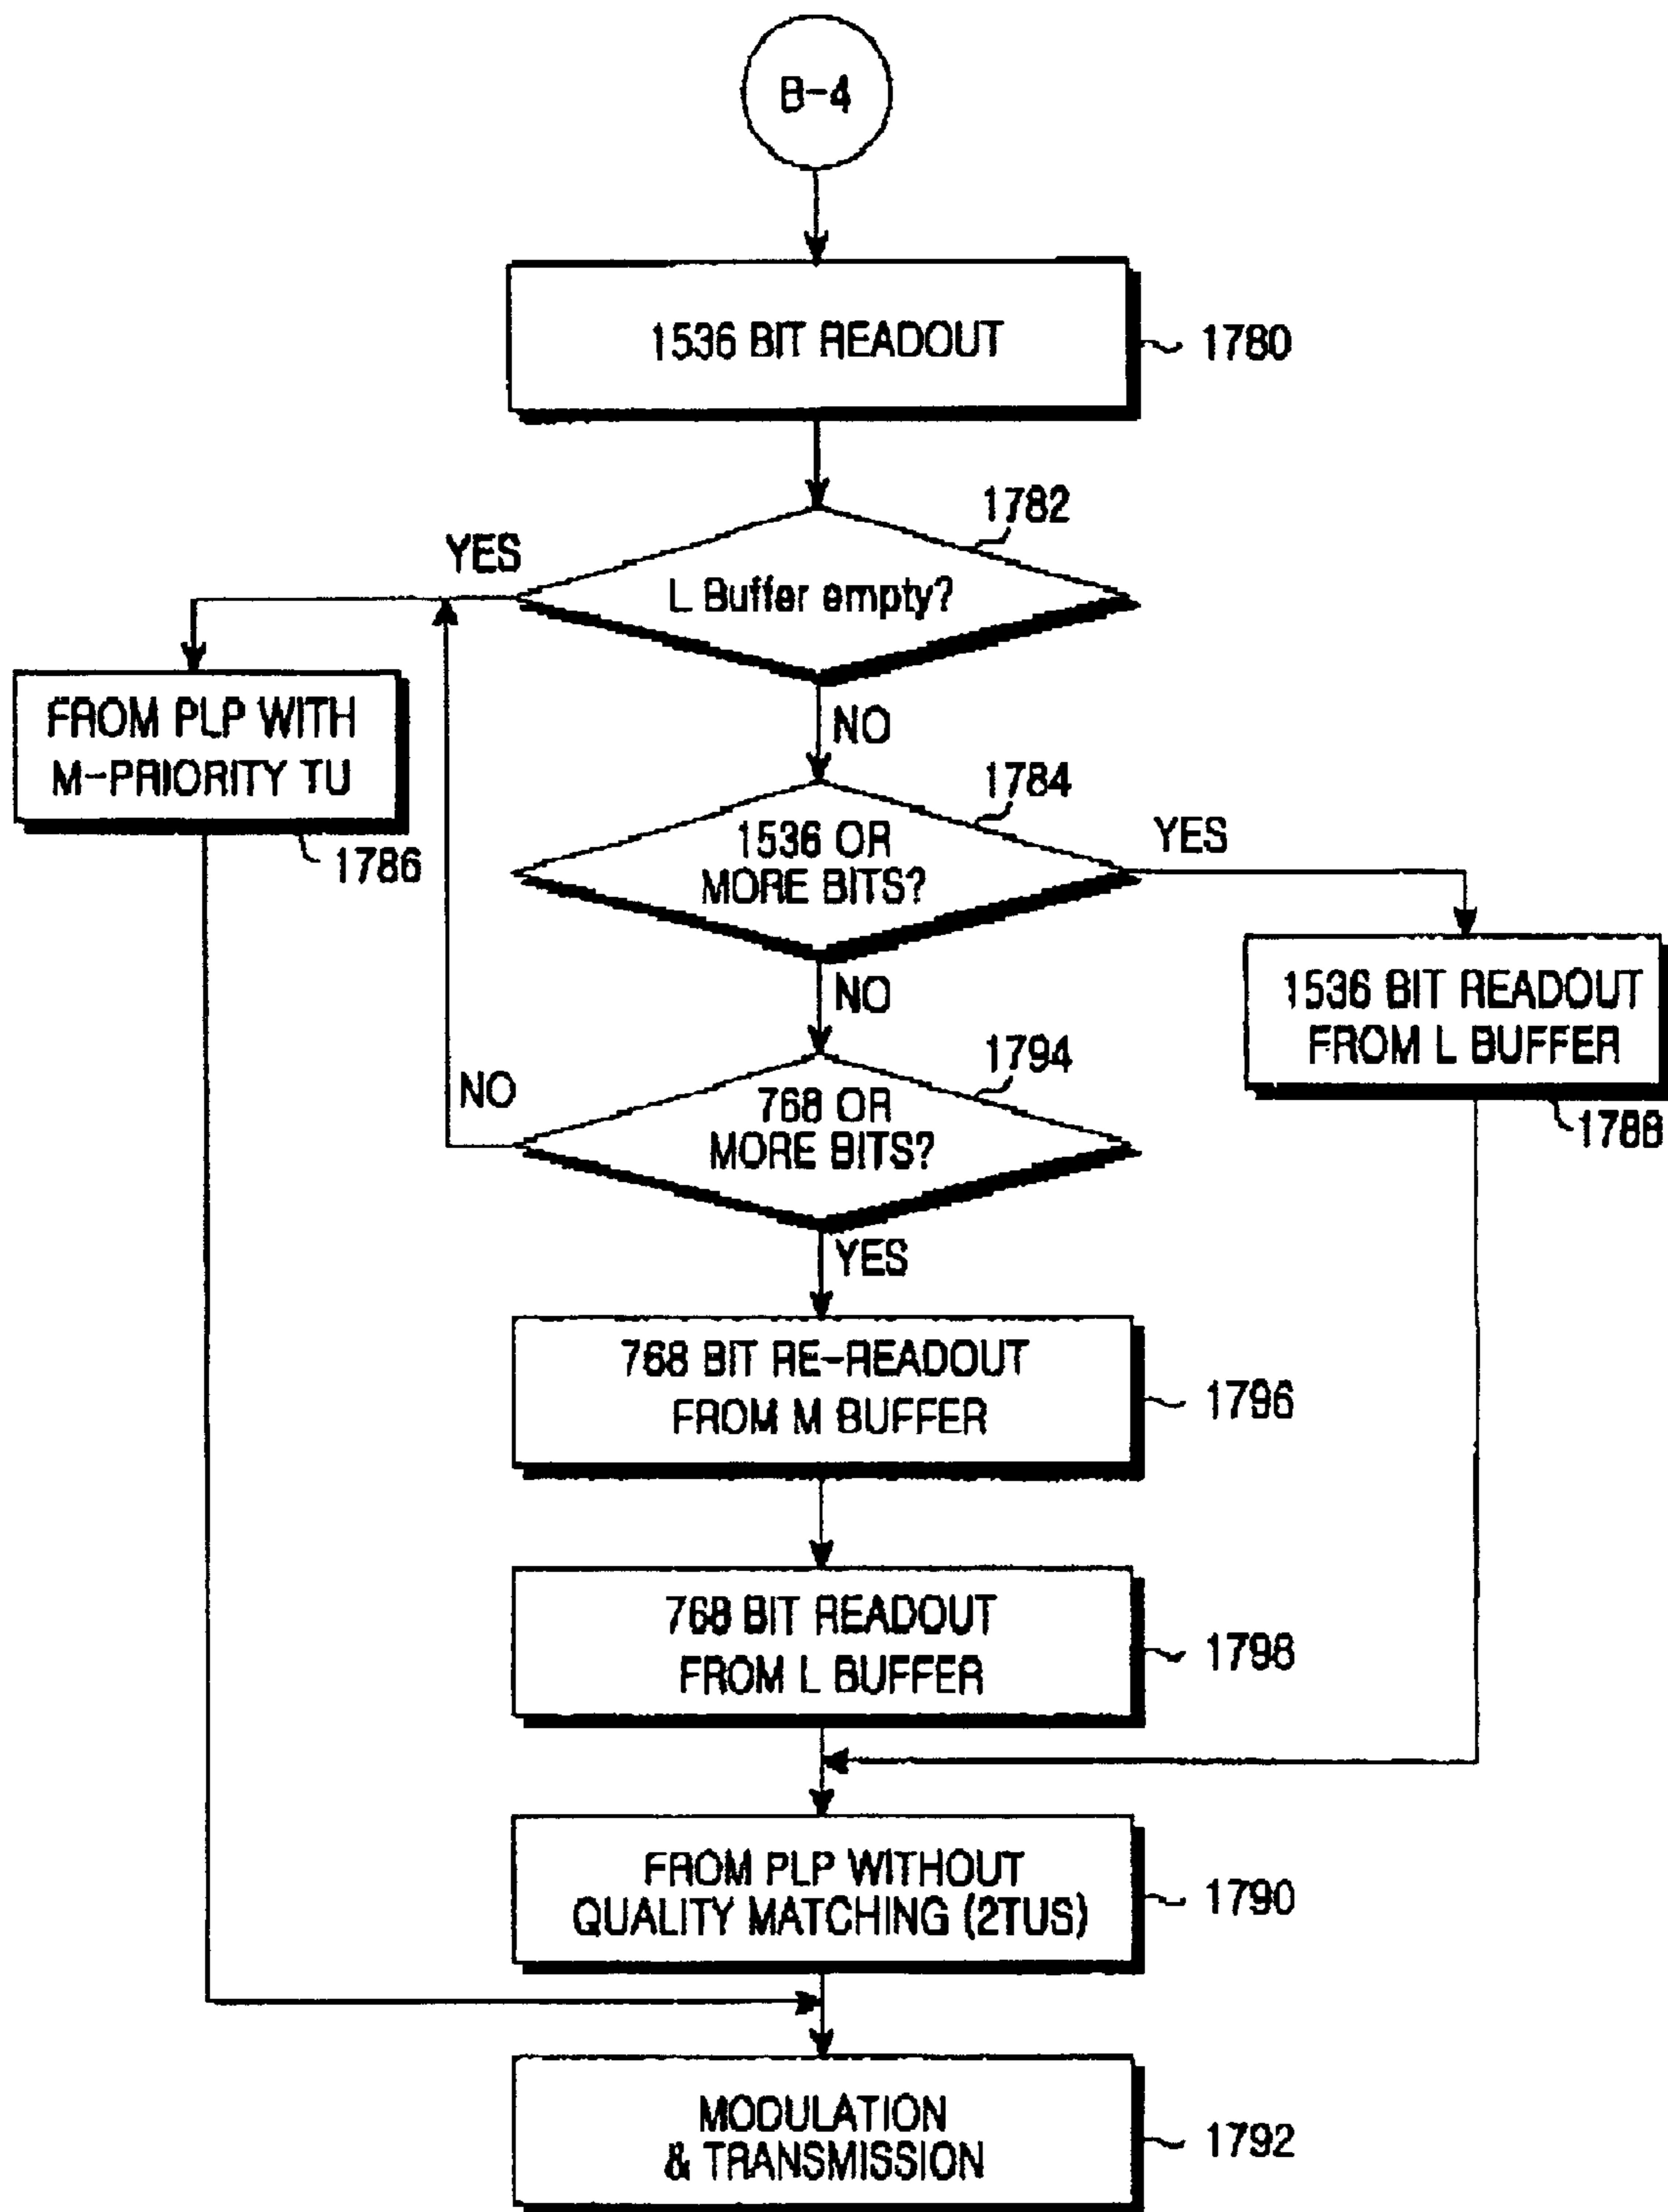 B-4
1536 BIT READOUT
1780
1782
YES
L Buffer empty?
FROM PLP WITH
M-PRIORITY TU
1786
NO
1784
1536 OR
MORE BITS?
YES
1536 BIT READOUT
FROM L BUFFER
1788
NO
1794
768 OR
MORE BITS?
NO
YES
768 BIT RE-READOUT
FROM M BUFFER
1796
768 BIT READOUT
FROM L BUFFER
1798
FROM PLP WITHOUT
QUALITY MATCHING (2TUS)
1790
MODULATION
& TRANSMISSION
1792